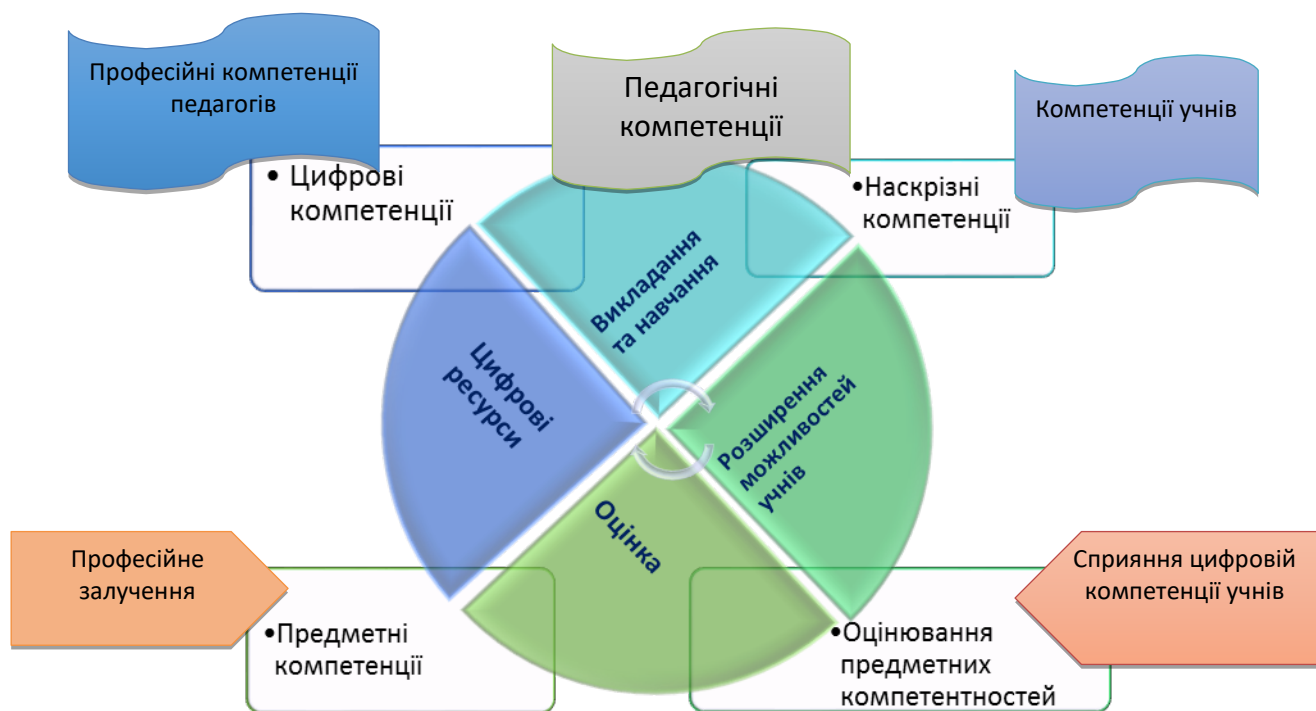 Професійні компетенції
педагогів
Педагогічні
компетенції
Компетенції учнів
• Цифрові
компетенції
•Наскрізні
компетенції
Викладання
та навчання
Цифрові
ресурси
Розширення
можливостей
учнів
Оцінка
Професійне
залучення
Сприяння цифровій
компетенції учнів
•Предметні
компетенції
•Оцінювання
предметних
компетентностей